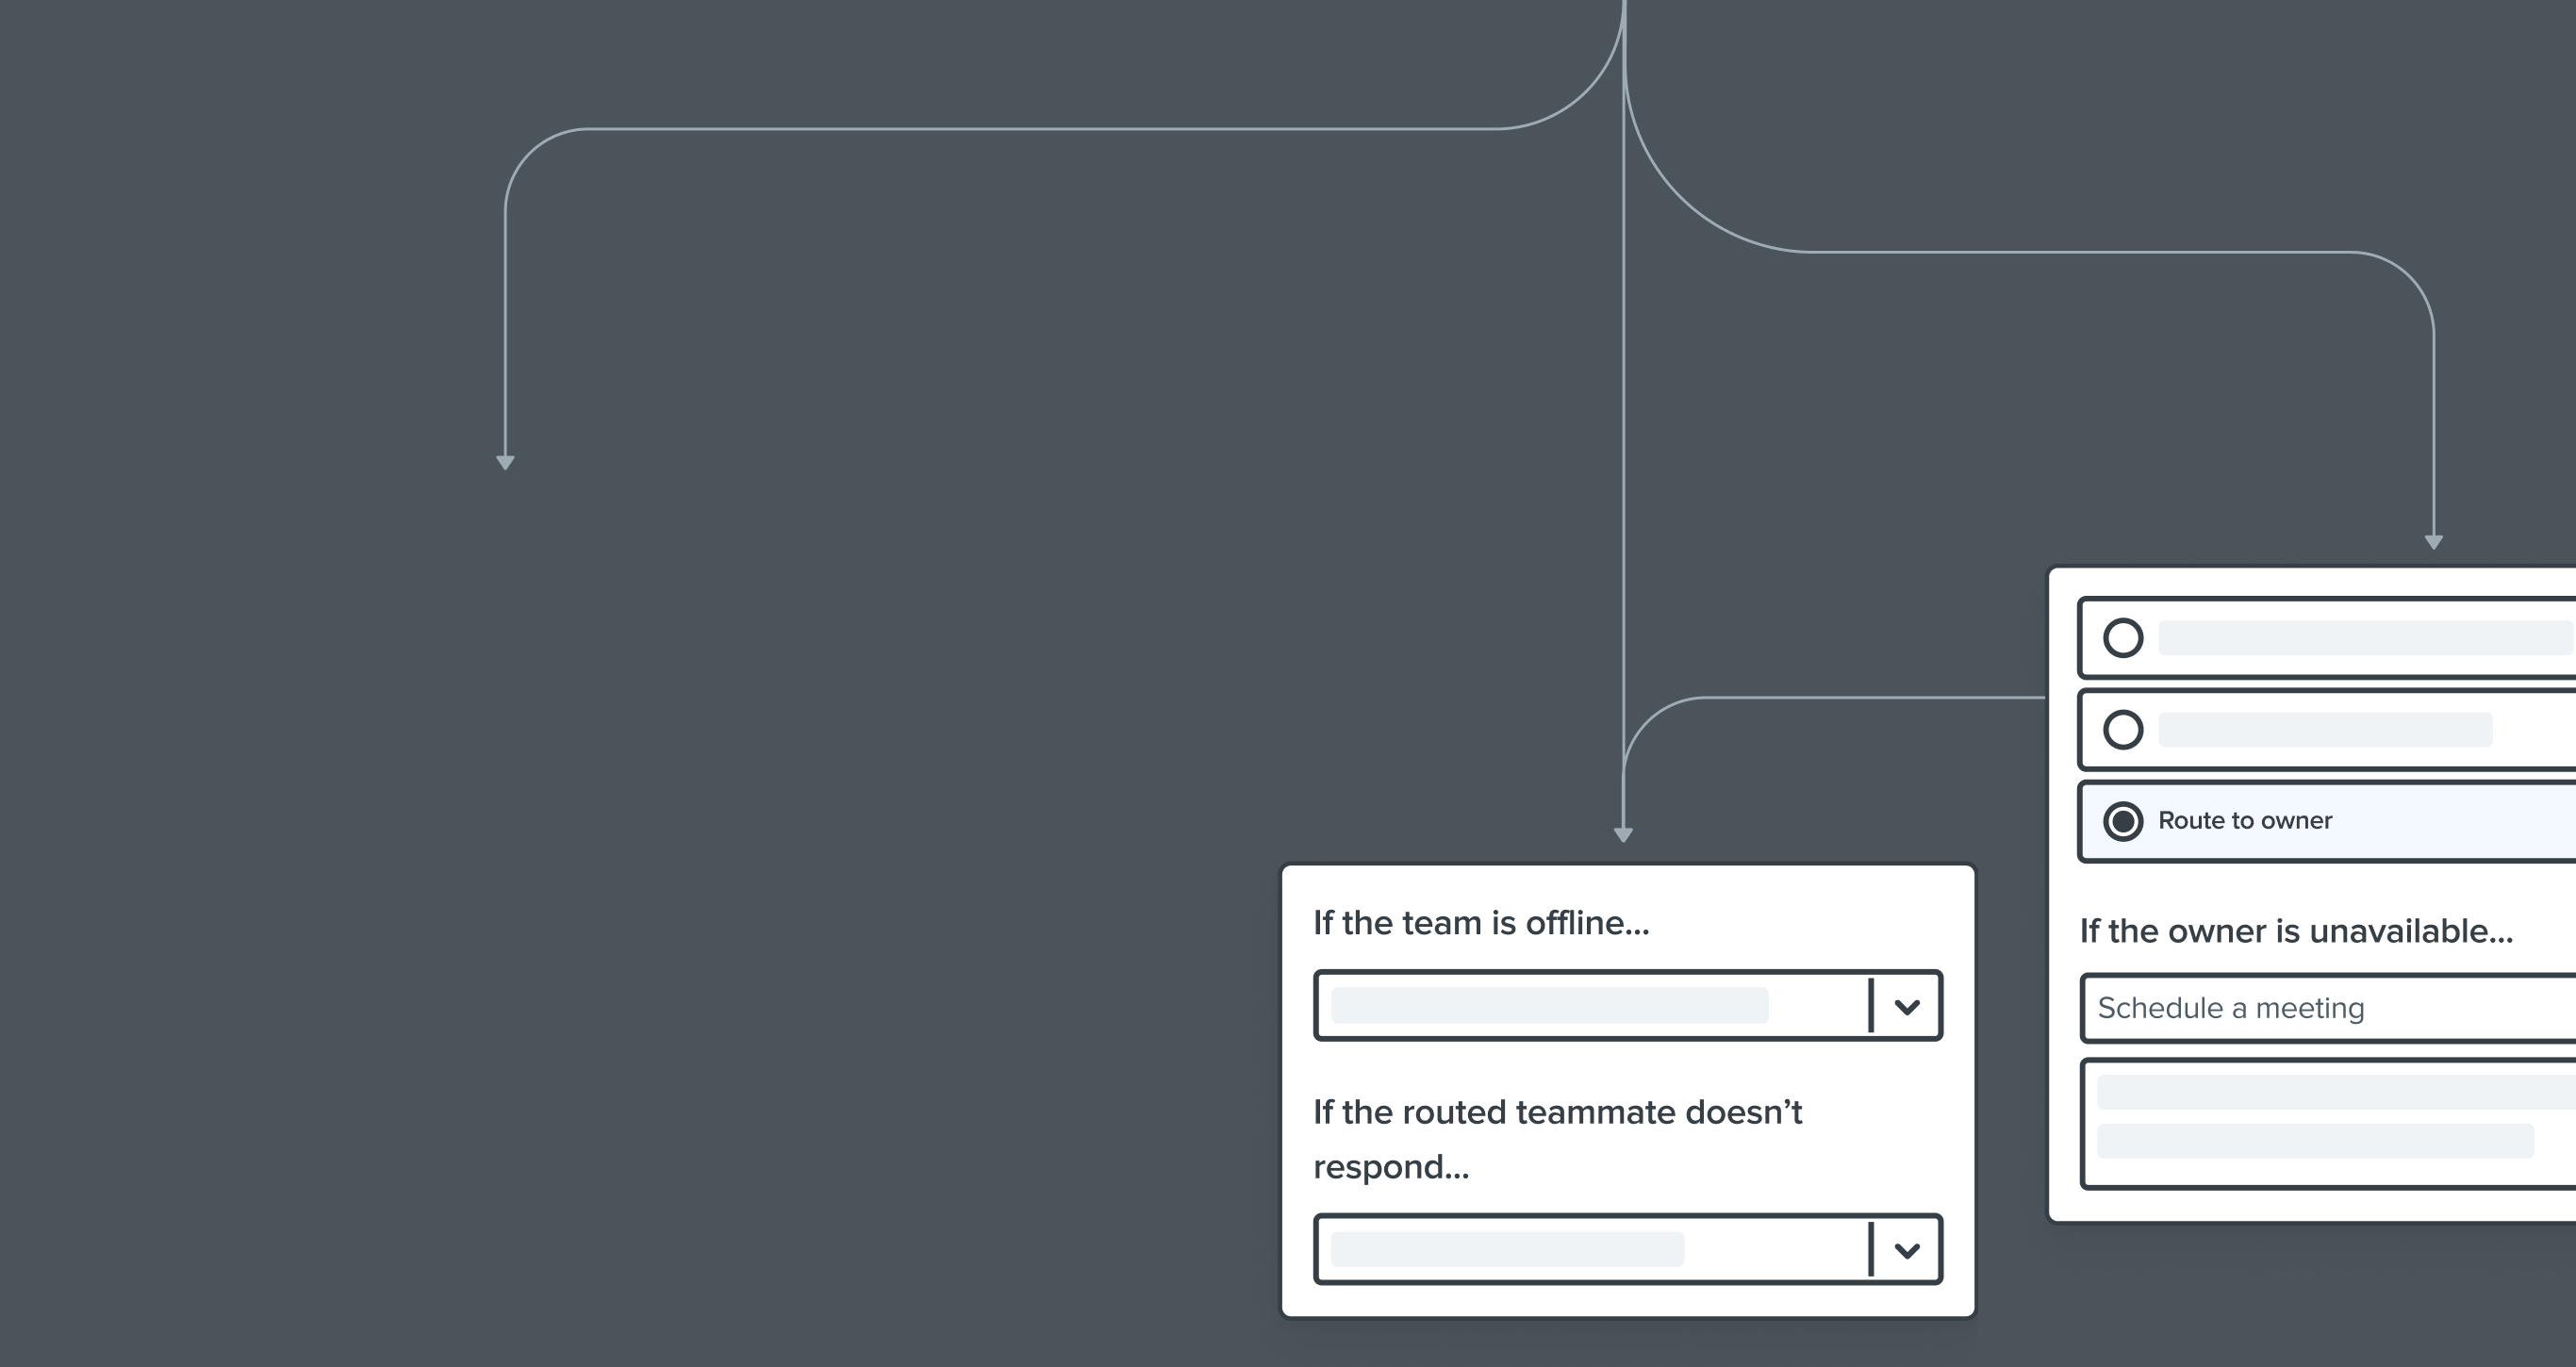 If the team is offline...
If the routed teammate doesn’t
respond...
Route to owner
If the owner is unavailable...
Schedule a meeting